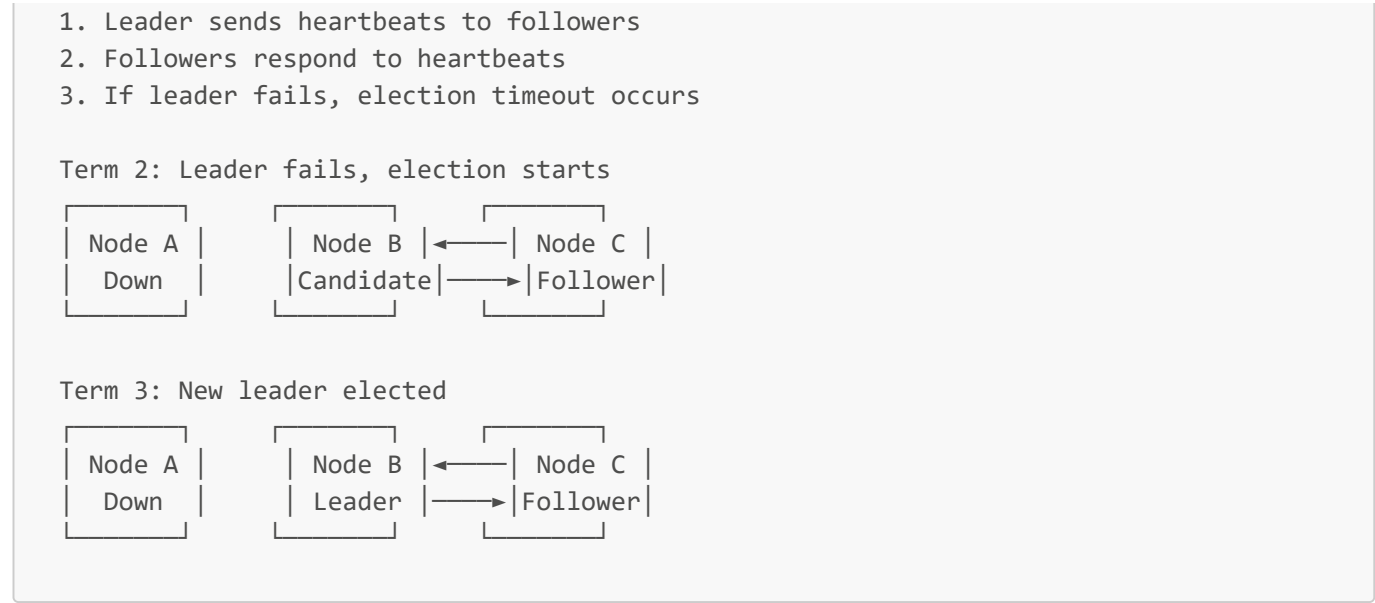 1. Leader sends heartbeats to followers
2. Followers respond to heartbeats
3. If leader fails, election timeout occurs
Term 2: Leader fails, election starts
┌────────┐     ┌────────┐     ┌────────┐
│ Node A │     │ Node B │◄────│ Node C │
│  Down  │     │Candidate│────►│Follower│
└────────┘     └────────┘     └────────┘
Term 3: New leader elected
┌────────┐     ┌────────┐     ┌────────┐
│ Node A │     │ Node B │◄────│ Node C │
│  Down  │     │ Leader │────►│Follower│
└────────┘     └────────┘     └────────┘